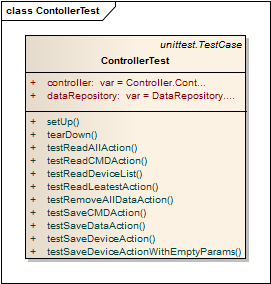 class ContollerTest
unittest.TestCase
ControllerTest
+ controller: var = Controller.Cont...
+ dataRepository: var = DataRepository....
+ setUp()
+ tearDown()
+ testReadAllAction()
+ testReadCMDAction()
+ testReadDeviceList()
+ testReadLeatestAction()
+ testRemoveAllDataAction()
+ testSaveCMDAction()
+ testSaveDataAction()
+ testSaveDeviceAction()
+ testSaveDeviceActionWithEmptyParams()